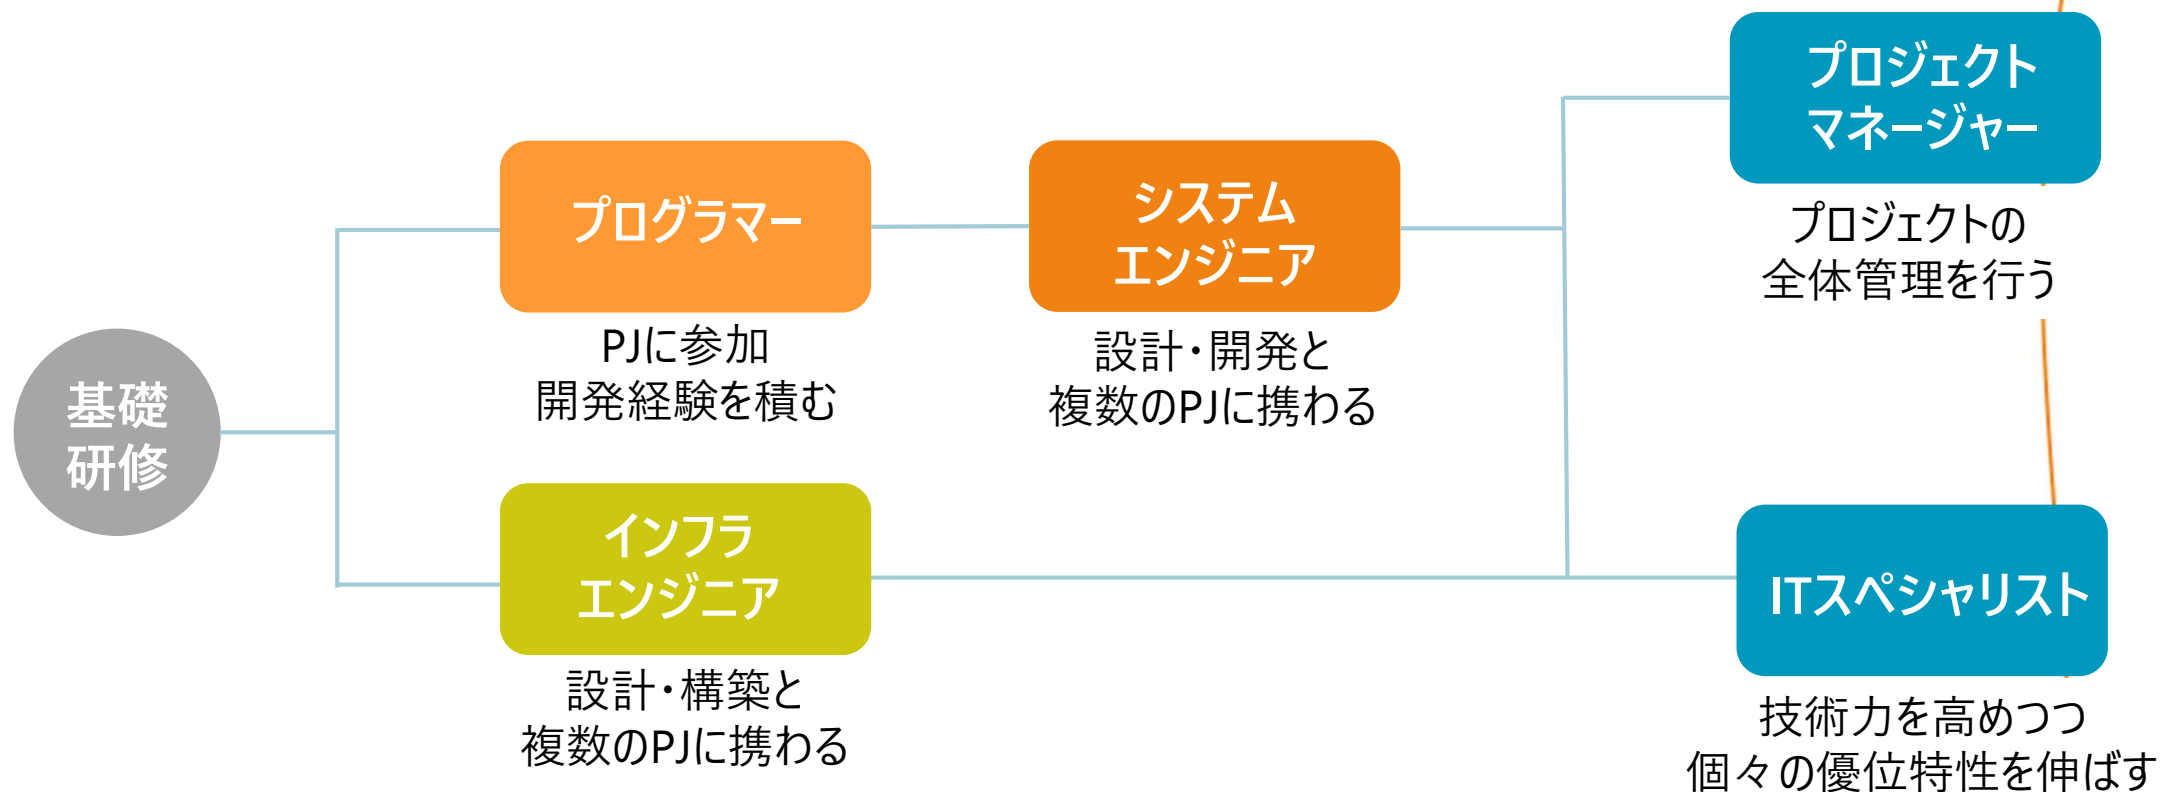 基礎
研修
プログラマー
PJに参加
開発経験を積む
システム
エンジニア
設計・開発と
複数のPJに携わる
インフラ
エンジニア
設計・構築と
複数のPJに携わる
プロジェクト
マネージャー
プロジェクトの
全体管理を行う
ITスペシャリスト
技術力を高めつつ
個々の優位特性を伸ばす